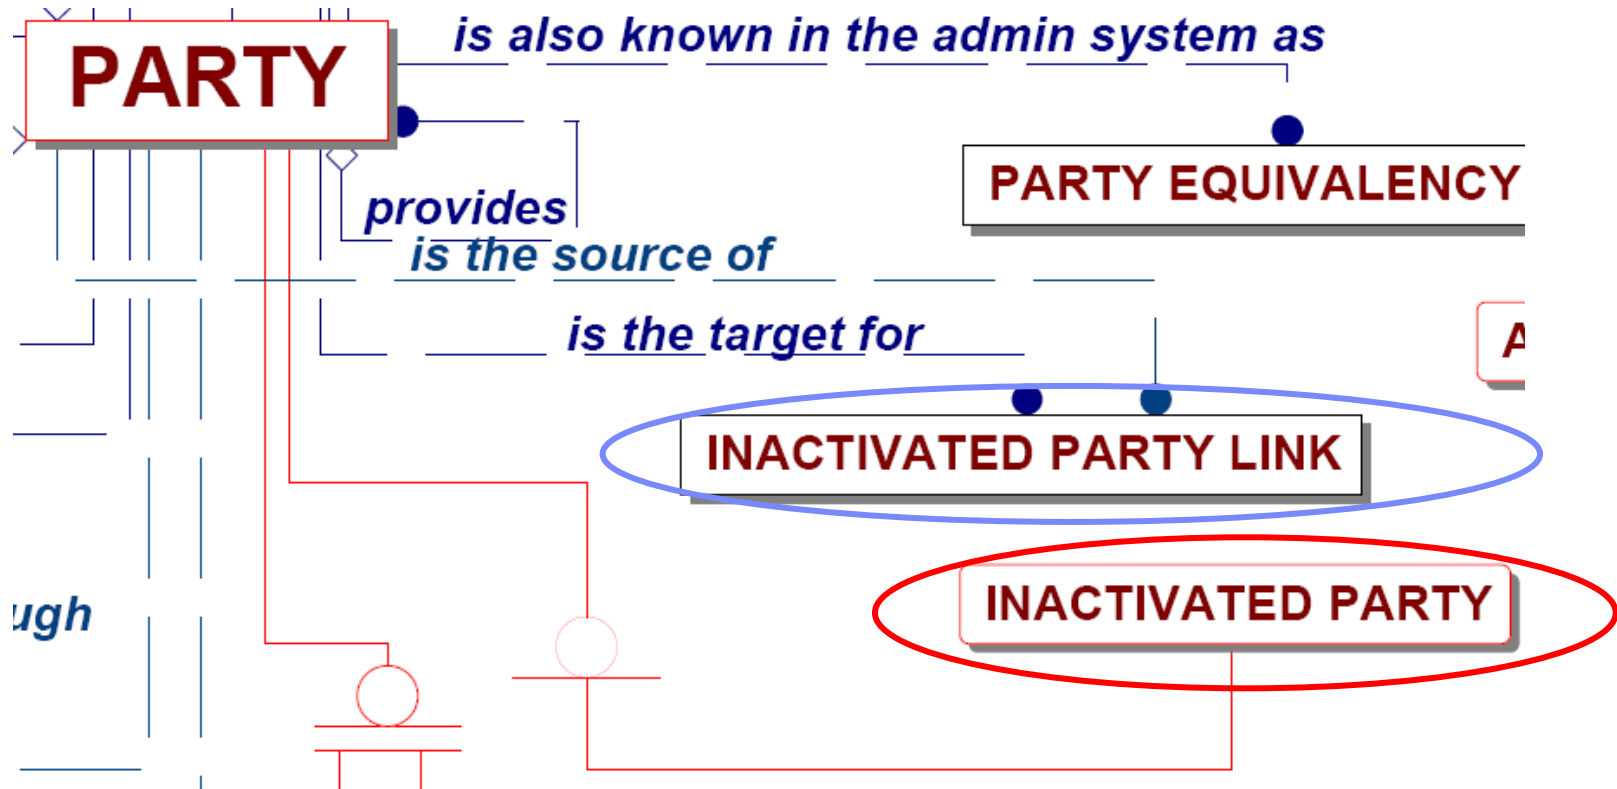 is also known in the admin system as
PARTY
PARTY EQUIVALENCY
provides
is the source of
is the target for
A
INACTIVATED PARTY LINK
INACTIVATED PARTY
ugh